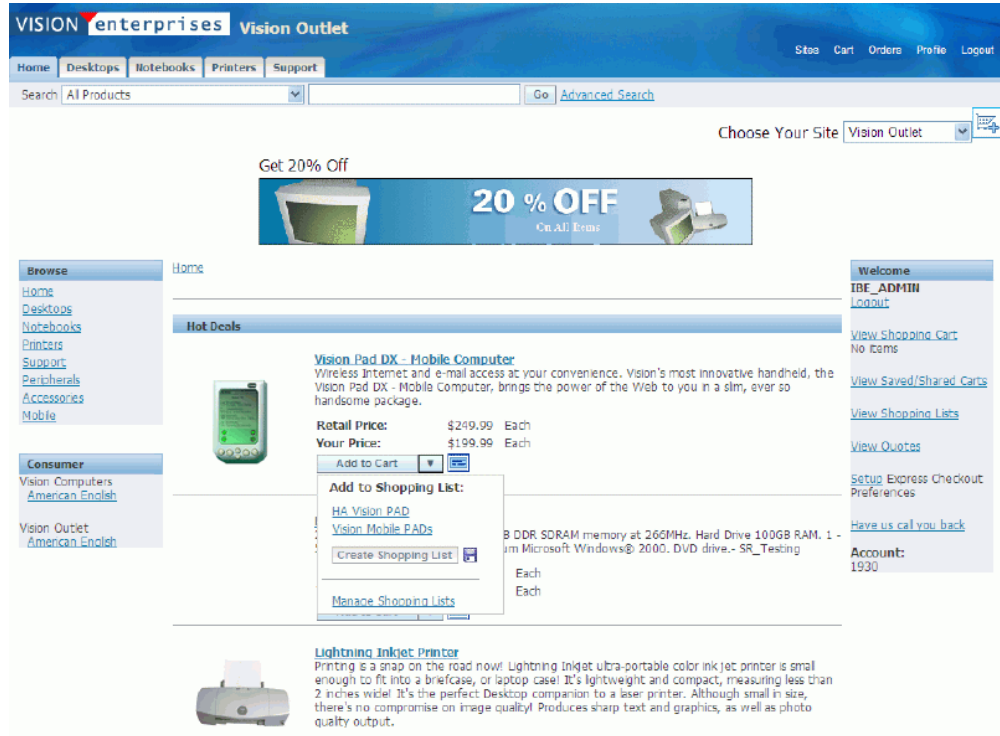 VISION enterprises Vision Outlet
Sites Cart Orders Profile Logout
Home Desktops Notebooks Printers Support
Search All Products Go Advanced Search
Choose Your Site Vision Outlet
Get 20% Off
20 % OFF
On All Items
Browse
Home
Desktops
Notebooks
Printers
Support
Peripherals
Accessories
Mobile
Consumer
Vision Computers
American English
Vision Outlet
American English
Home
Hot Deals
Vision Pad DX - Mobile Computer
Wireless Internet and e-mail access at your convenience. Vision's most innovative handheld, the
Vision Pad DX - Mobile Computer, brings the power of the Web to you in a slim, ever so
handsome package.
Retail Price: $249.99 Each
Your Price: $199.99 Each
Add to Cart
Add to Shopping List:
HA Vision PAD
Vision Mobile PADs
Create Shopping List
Manage Shopping Lists
B DDR SDRAM memory at 266MHz. Hard Drive 100GB RAM. 1 -
um Microsoft Windows® 2000. DVD drive.- SR_Testing
Each
Each
Lightning Inkjet Printer
Printing is a snap on the road now! Lightning Inkjet ultra-portable color ink jet printer is small
enough to fit into a briefcase, or laptop case! It's lightweight and compact, measuring less than
2 inches wide! It's the perfect Desktop companion to a laser printer. Although small in size,
there's no compromise on image quality! Produces sharp text and graphics, as well as photo
quality output.
Welcome
IBE_ADMIN
Logout
View Shopping Cart
No items
View Saved/Shared Carts
View Shopping Lists
View Quotes
Setup Express Checkout
Preferences
Have us call you back
Account:
1930